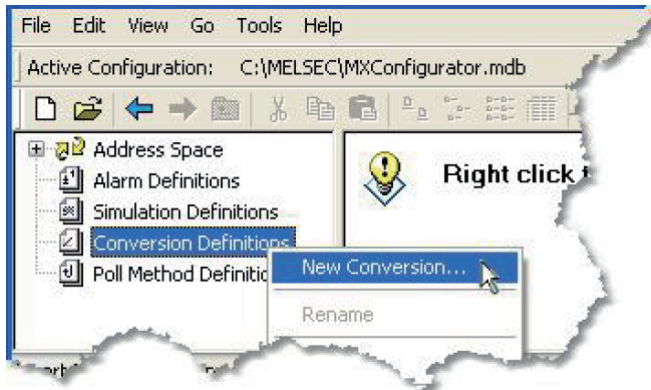 File Edit View Go Tools Help
Active Configuration: C:\MELSEC\MXConfigurator.mdb
Address Space
Alarm Definitions
Simulation Definitions
Conversion Definitions
Poll Method
Right click
New Conversion...
Rename